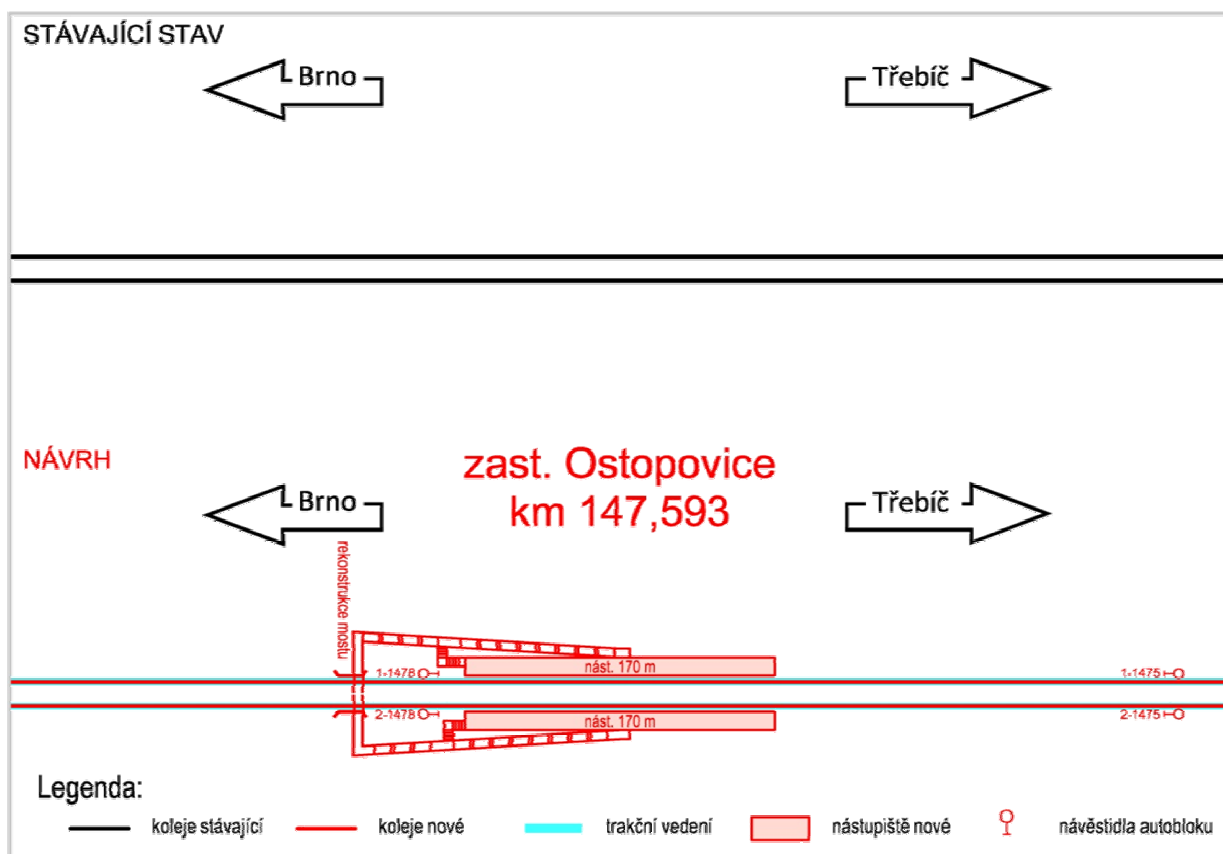 STÁVAJÍCÍ STAV
Brno
Třebíč
NÁVRH
zast. Ostopovice
km 147,593
Brno
Třebíč
rekonstrukce mostu
nást. 170 m
1-1478
1-1475
2-1478
nást. 170 m
2-1475
Legenda:
koleje stávající
koleje nové
trakční vedení
nástupiště nové
návěstidla autobloku